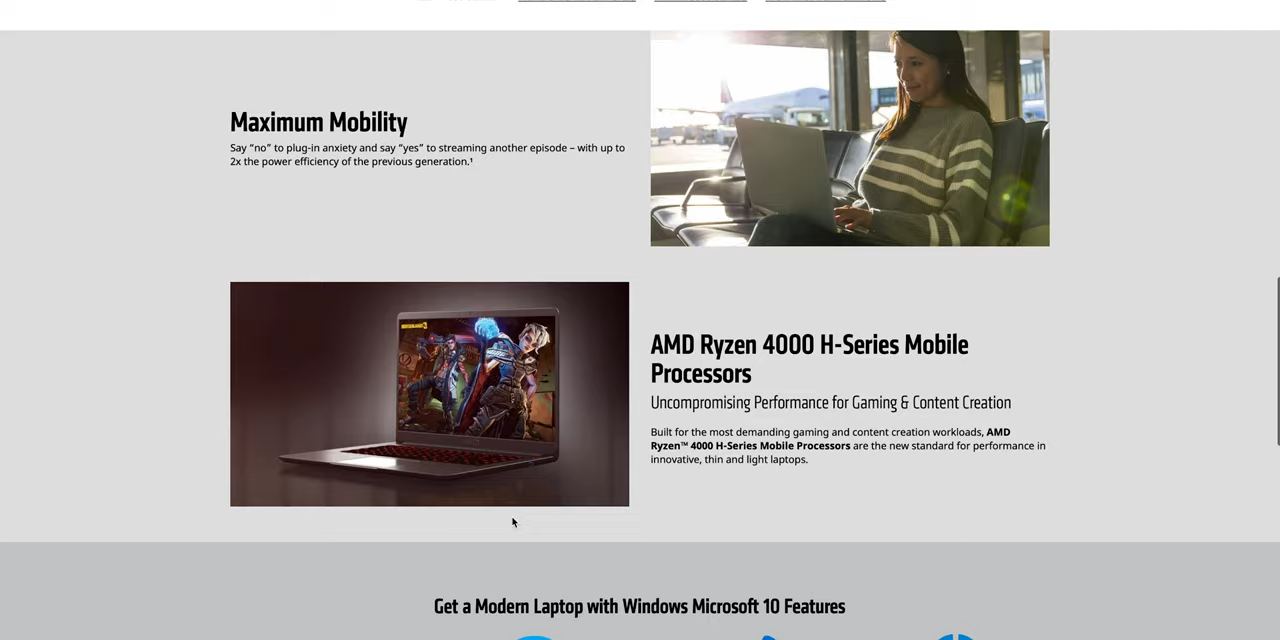 Maximum Mobility
Say “no” to plug-in anxiety and say “yes” to streaming another episode – with up to
2x the power efficiency of the previous generation.¹
AMD Ryzen 4000 H-Series Mobile
Processors
Uncompromising Performance for Gaming & Content Creation
Built for the most demanding gaming and content creation workloads, AMD
Ryzen™ 4000 H-Series Mobile Processors are the new standard for performance in
innovative, thin and light laptops.
Get a Modern Laptop with Windows Microsoft 10 Features